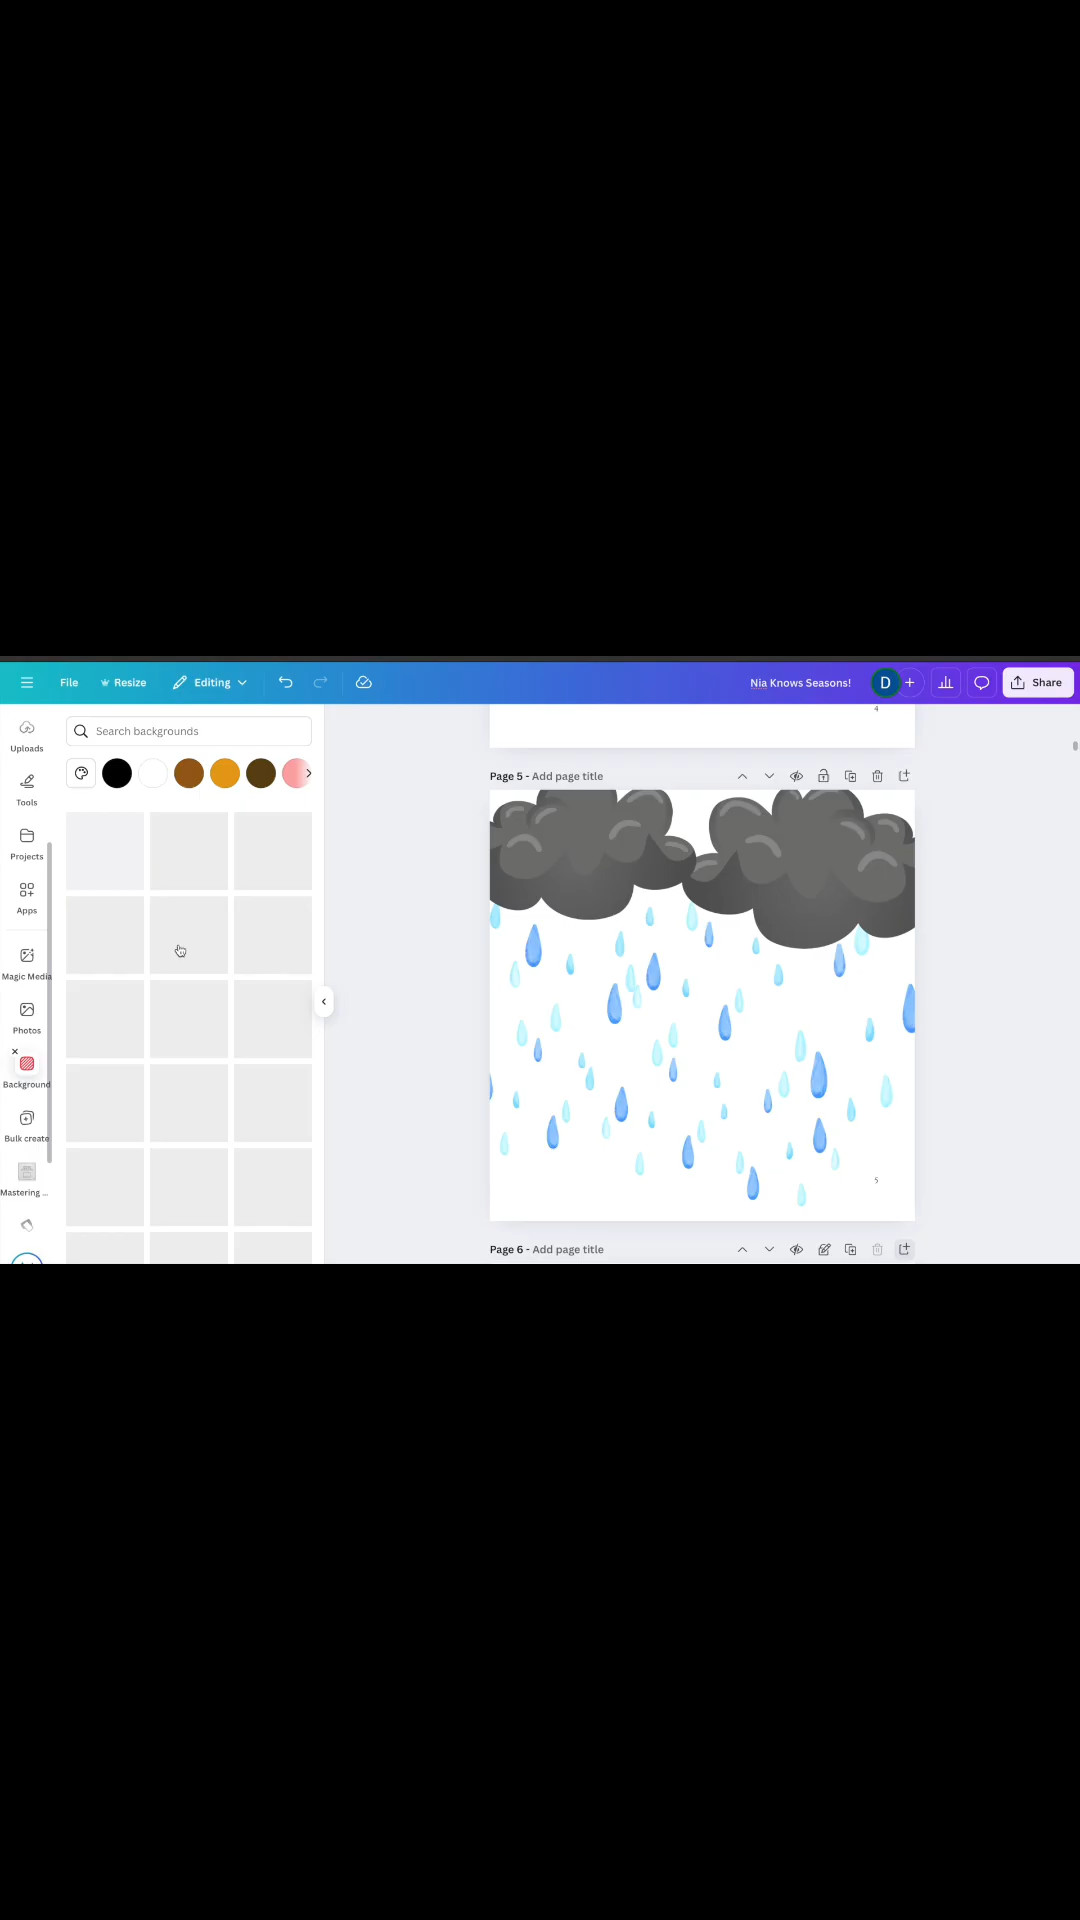 File
Resize
Editing
Nia Knows Seasons!
D
Share
Uploads
Tools
Projects
Apps
Magic Media
Photos
Background
Bulk create
Mastering ...
Search backgrounds
4
Page 5 - Add page title
5
Page 6 - Add page title